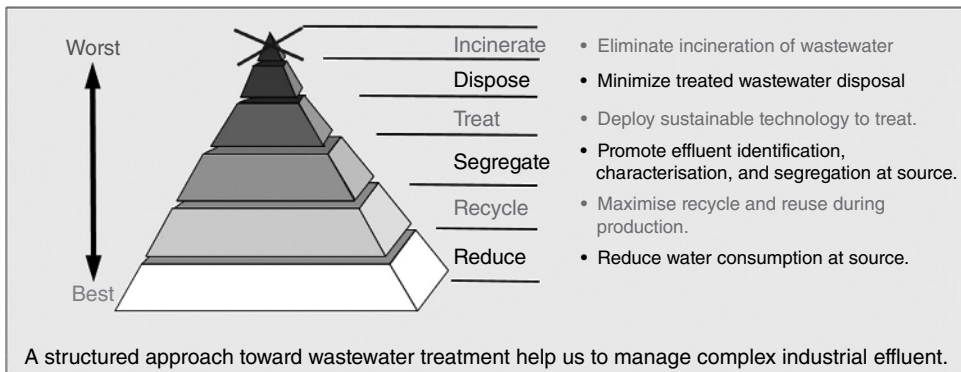 Worst
Incinerate
• Eliminate incineration of wastewater
Dispose
• Minimize treated wastewater disposal
Treat
• Deploy sustainable technology to treat.
Segregate
• Promote effluent identification,
characterisation, and segregation at source.
Recycle
• Maximise recycle and reuse during
production.
Reduce
• Reduce water consumption at source.
Best
A structured approach toward wastewater treatment help us to manage complex industrial effluent.